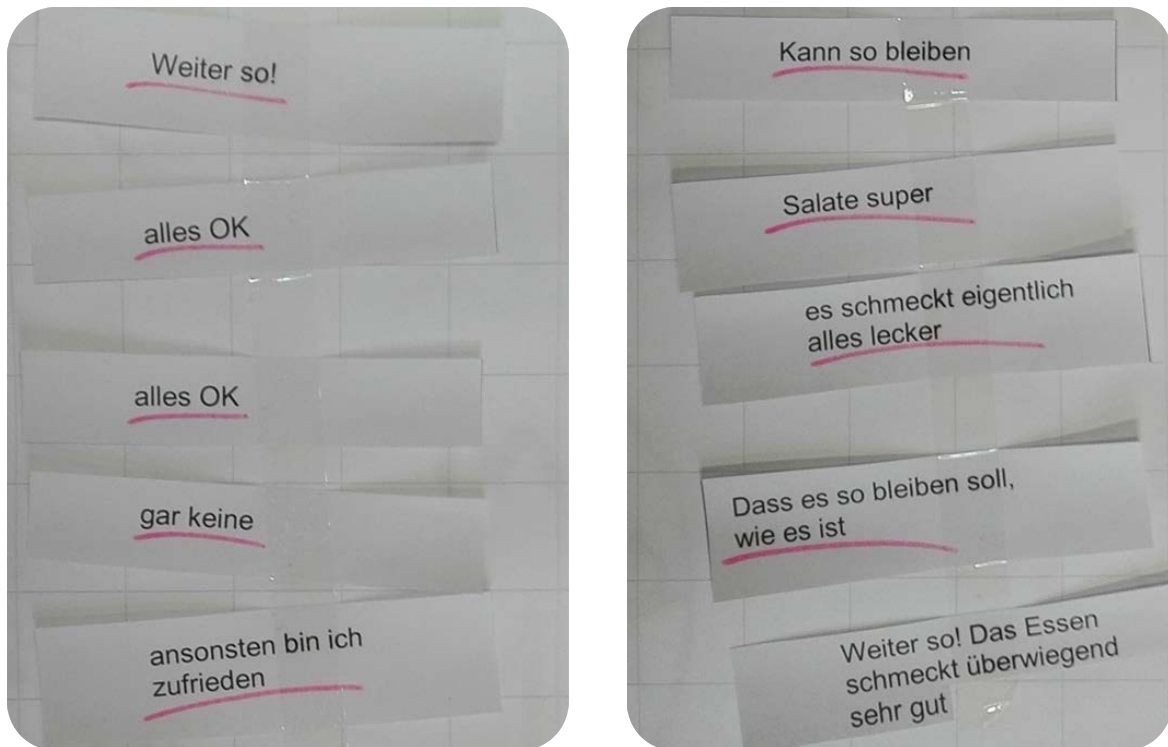 Weiter so!
alles OK
alles OK
gar keine
ansonsten bin ich
zufrieden
Kann so bleiben
Salate super
es schmeckt eigentlich
alles lecker
Dass es so bleiben soll,
wie es ist
Weiter so! Das Essen
schmeckt überwiegend
sehr gut